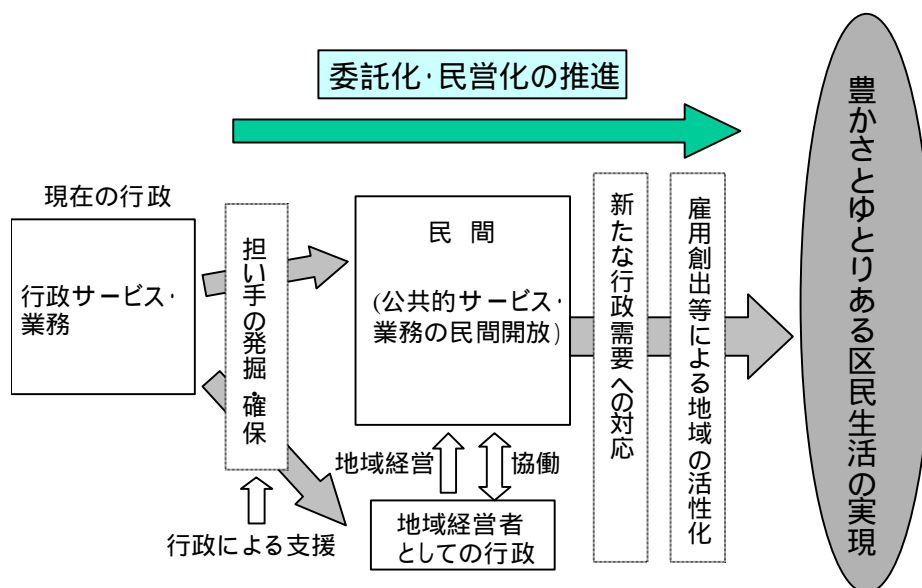 委託化・民営化の推進
現在の行政
行政サービス・
業務
担い手の発掘・確保
行政による支援
民 間
(公共的サービス・
業務の民間開放)
地域経営
協働
地域経営者
としての行政
新たな行政需要への対応
雇用創出等による地域の活性化
豊かさとゆとりある区民生活の実現